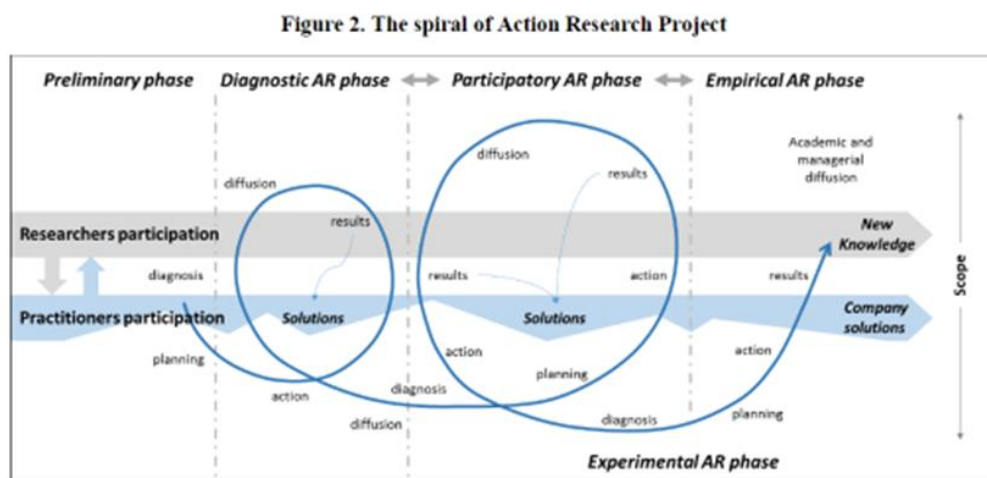 Figure 2. The spiral of Action Research Project
Preliminary phase
Diagnostic AR phase
Participatory AR phase
Empirical AR phase
diffusion
results
diffusion
results
Academic and
managerial
diffusion
Researchers participation
New
Knowledge
diagnosis
results
action
results
Scope
Practitioners participation
Solutions
Solutions
Company
solutions
planning
action
action
diagnosis
planning
action
diffusion
diagnosis
planning
Experimental AR phase